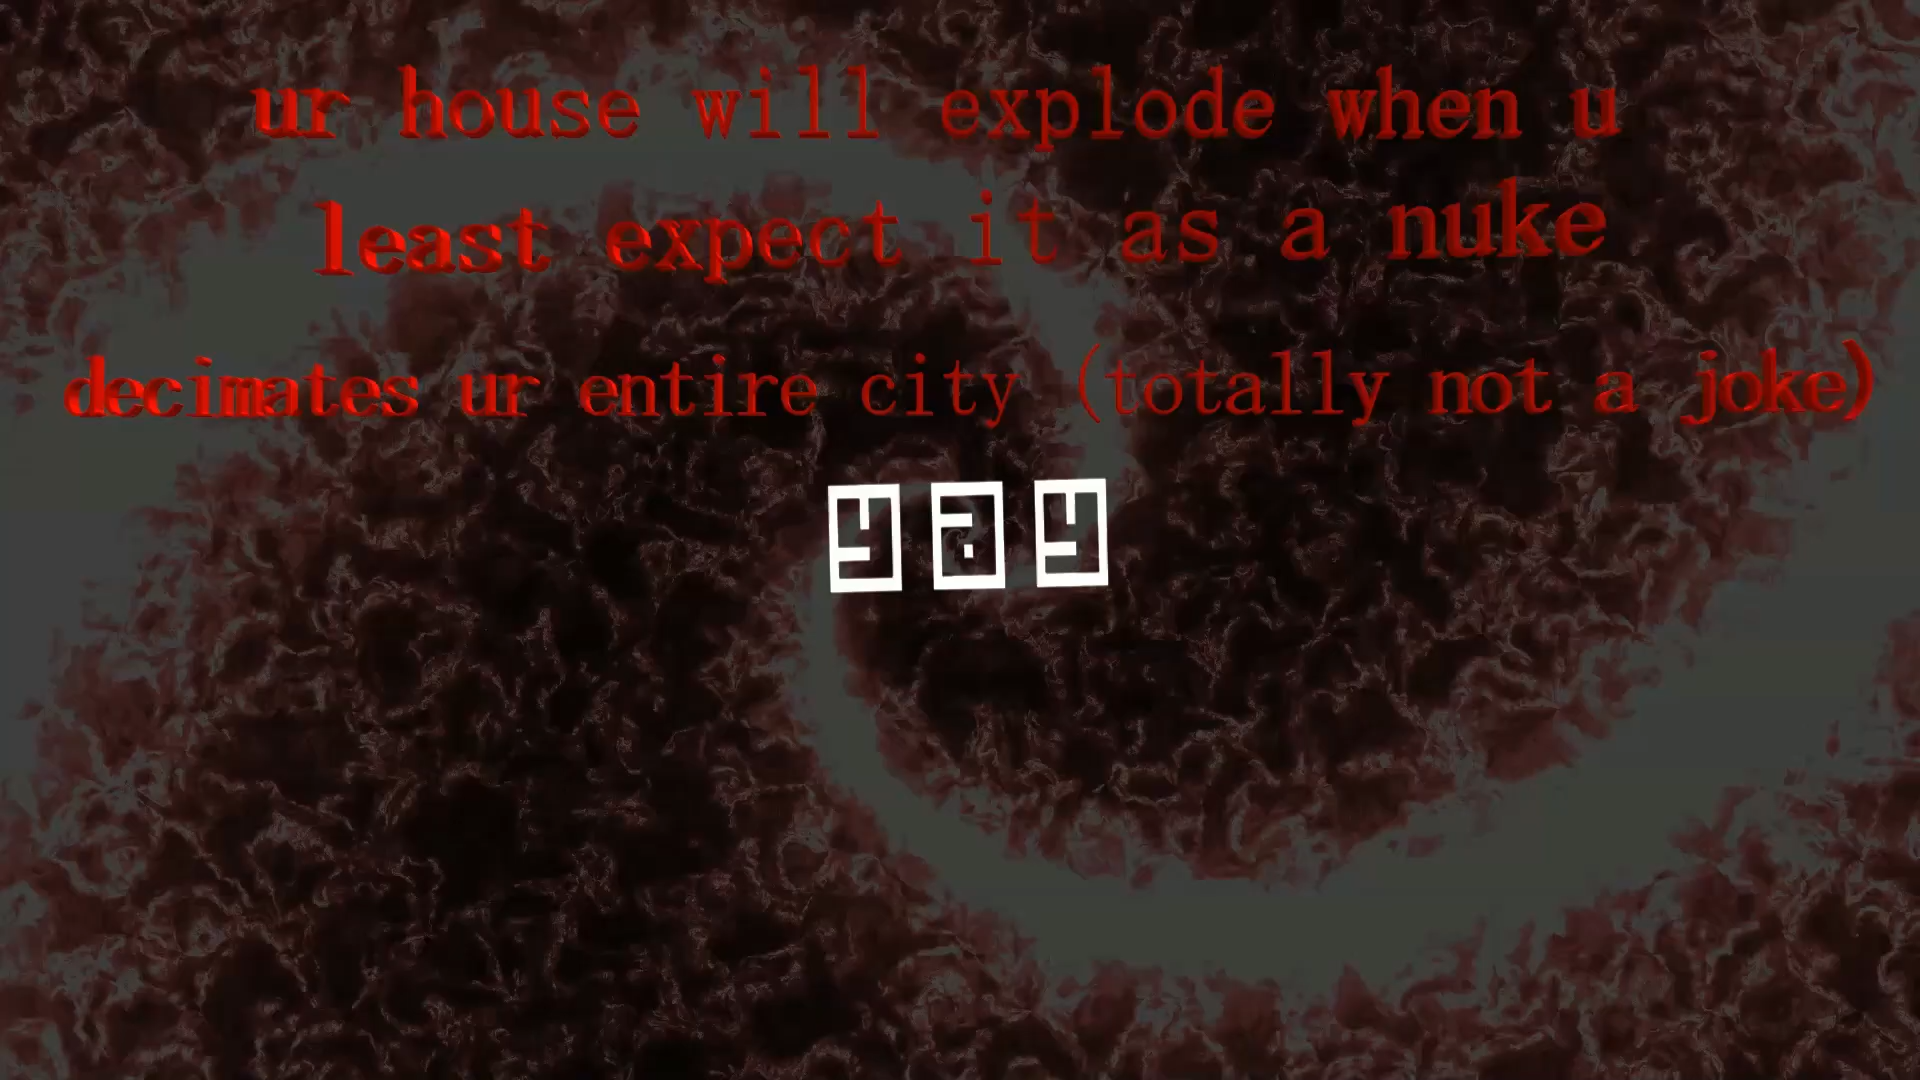 ur house will explode when u
least expect it as a nuke
decimates ur entire city (totally not a joke)
yay